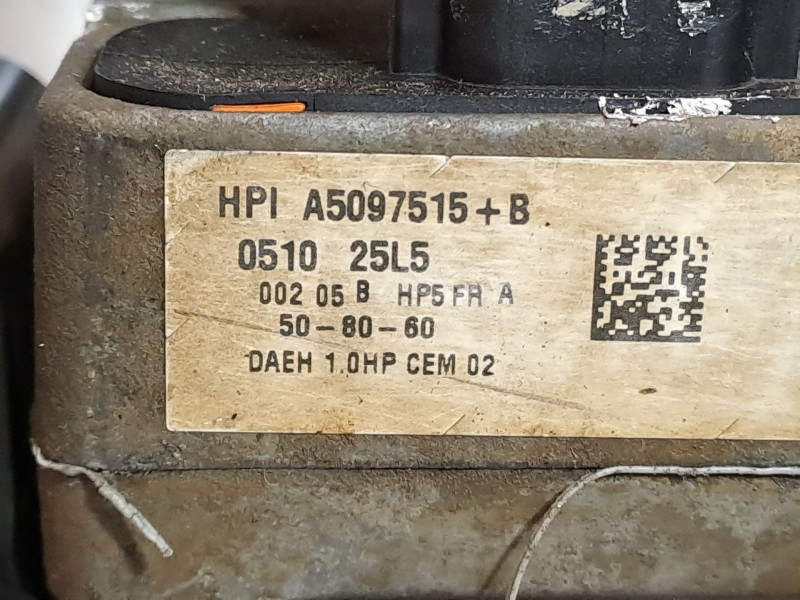 HPI A5097515+B
0510 25L5
002 05 B HP5 FR A
50-80-60
DAEH 1.0HP CEM 02